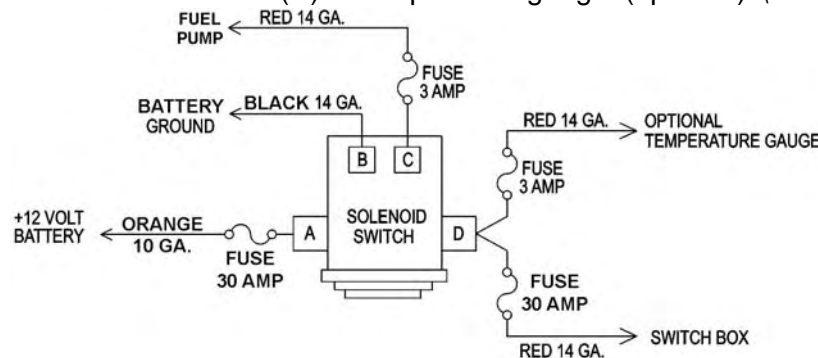 FUEL
PUMP
RED 14 GA.
FUSE
3 AMP
BATTERY
GROUND
BLACK 14 GA.
B
C
RED 14 GA.
OPTIONAL
TEMPERATURE GAUGE
FUSE
3 AMP
+12 VOLT
BATTERY
ORANGE
10 GA.
FUSE
30 AMP
A
SOLENOID
SWITCH
D
FUSE
30 AMP
RED 14 GA.
SWITCH BOX